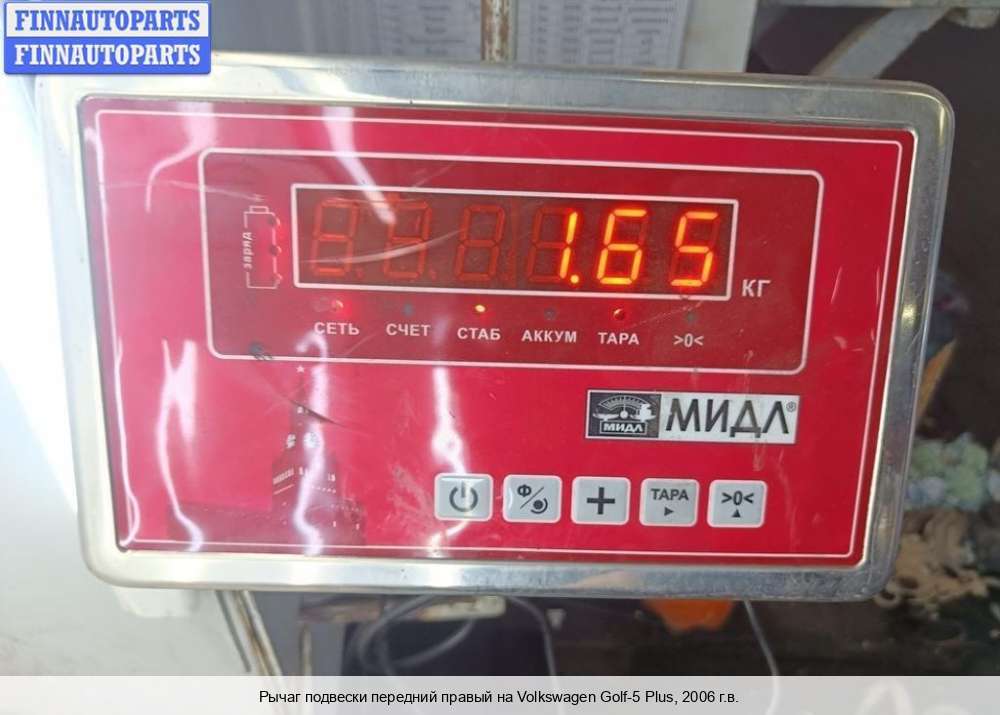 FINNAUTOPARTS
FINNAUTOPARTS
заряд
1.65
КГ
СЕТЬ СЧЕТ СТАБ АККУМ ТАРА >0<
МИДЛ МИДЛ®
Ф ТАРА >0<
Рычаг подвески передний правый на Volkswagen Golf-5 Plus, 2006 г.в.